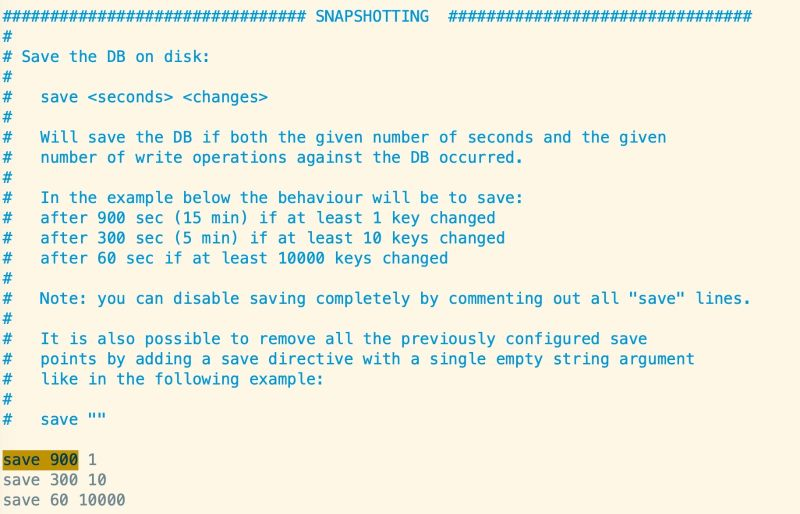 ################################ SNAPSHOTTING  ################################
#
# Save the DB on disk:
#
#   save <seconds> <changes>
#
#   Will save the DB if both the given number of seconds and the given
#   number of write operations against the DB occurred.
#
#   In the example below the behaviour will be to save:
#   after 900 sec (15 min) if at least 1 key changed
#   after 300 sec (5 min) if at least 10 keys changed
#   after 60 sec if at least 10000 keys changed
#
#   Note: you can disable saving completely by commenting out all "save" lines.
#
#   It is also possible to remove all the previously configured save
#   points by adding a save directive with a single empty string argument
#   like in the following example:
#
#   save ""

save 900 1
save 300 10
save 60 10000